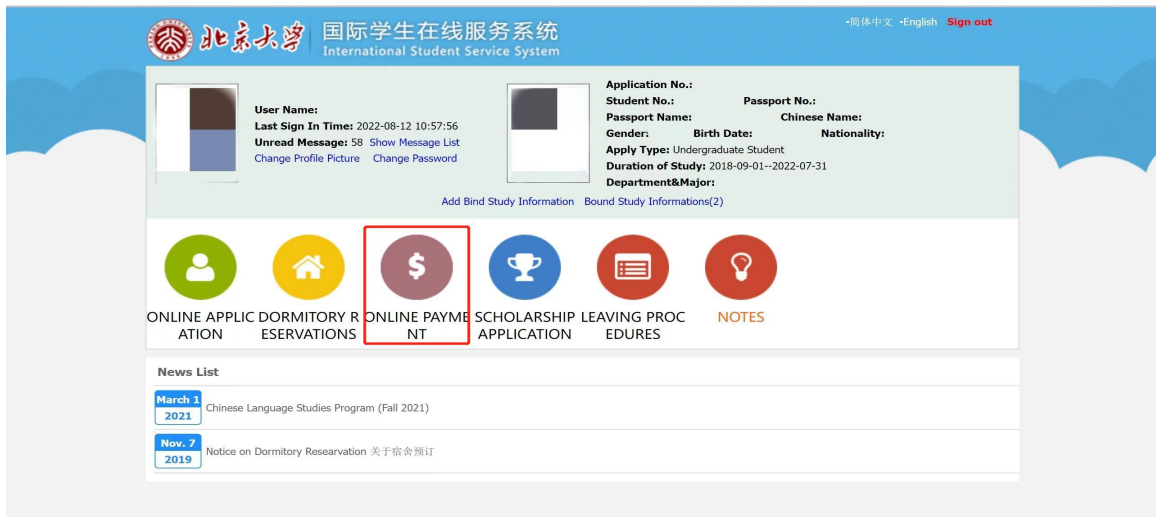 北京大学 国际学生在线服务系统
International Student Service System
•简体中文 •English Sign out
User Name:
Last Sign In Time: 2022-08-12 10:57:56
Unread Message: 58 Show Message List
Change Profile Picture Change Password
Application No.:
Student No.: Passport No.:
Passport Name: Chinese Name:
Gender: Birth Date: Nationality:
Apply Type: Undergraduate Student
Duration of Study: 2018-09-01--2022-07-31
Department&Major:
Add Bind Study Information Bound Study Informations(2)
ONLINE APPLIC
ATION
DORMITORY R
ESERVATIONS
ONLINE PAYME
NT
SCHOLARSHIP
APPLICATION
LEAVING PROC
EDURES
NOTES
News List
March 1
2021
Chinese Language Studies Program (Fall 2021)
Nov. 7
2019
Notice on Dormitory Researvation 关于宿舍预订